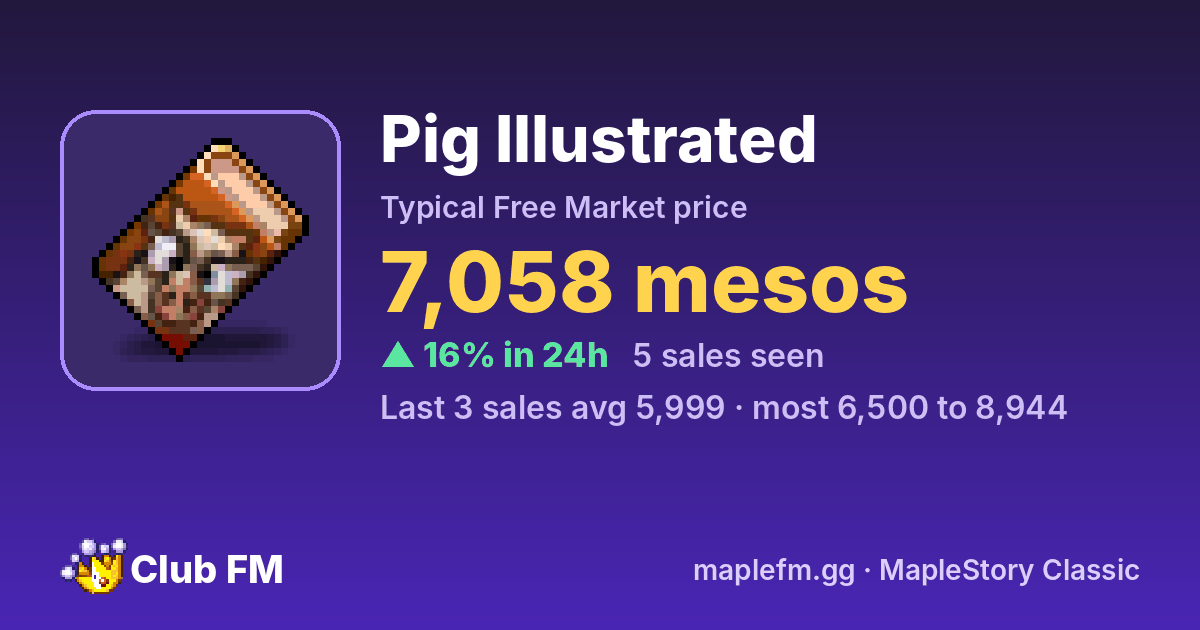 Pig Illustrated
Typical Free Market price
7,058 mesos
▲ 16% in 24h 5 sales seen
Last 3 sales avg 5,999 · most 6,500 to 8,944
Club FM
maplefm.gg · MapleStory Classic